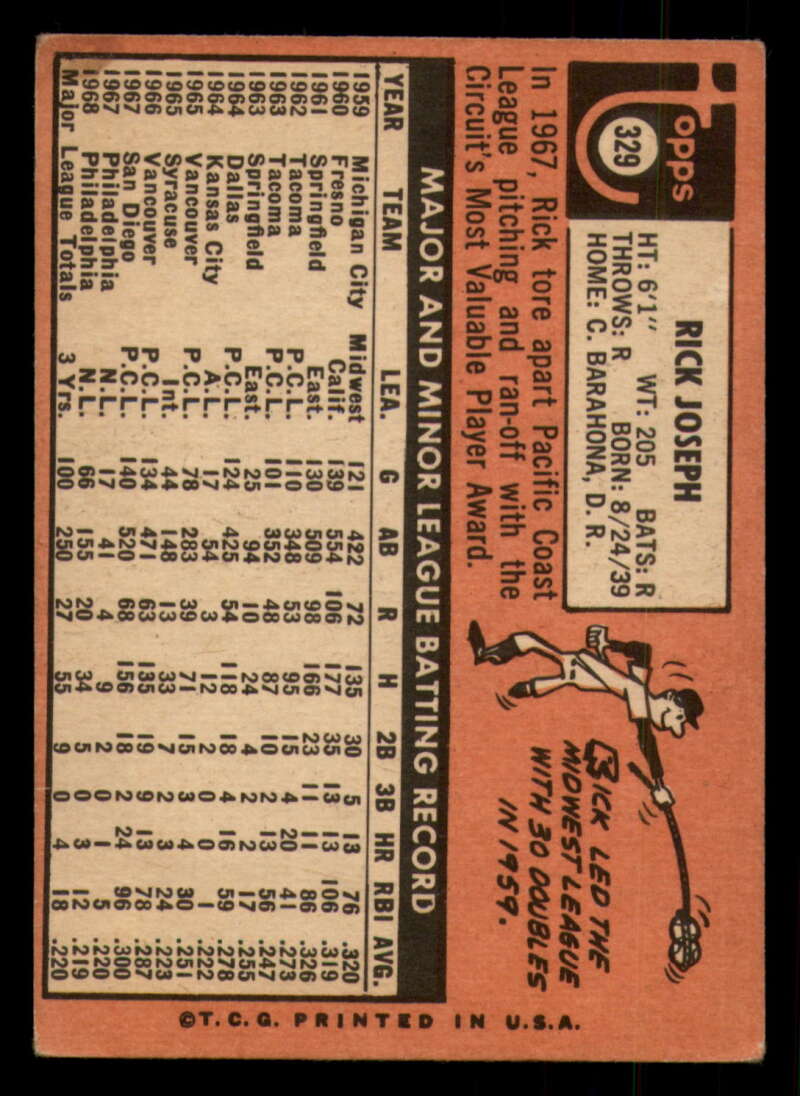 Topps
329
RICK JOSEPH
HT: 6'1" WT: 205 BATS: R
THROWS: R BORN: 8/24/39
HOME: C. BARAHONA, D. R.
In 1967, Rick tore apart Pacific Coast
League pitching and ran-off with the
Circuit's Most Valuable Player Award.
RICK LED THE
MIDWEST LEAGUE
WITH 30 DOUBLES
IN 1959.
MAJOR AND MINOR LEAGUE BATTING RECORD
YEAR TEAM LEA. G AB R H 2B 3B HR RBI AVG.
1959 Michigan City Midwest 121 422 72 135 30 5 13 76 .320
1960 Fresno Calif. 139 554 106 177 35 13 13 106 .319
1961 Springfield East. 130 509 98 166 23 11 11 86 .326
1962 Tacoma P.C.L. 110 348 53 95 15 4 20 41 .273
1963 Tacoma P.C.L. 101 352 48 87 10 2 13 56 .247
1963 Springfield East. 25 94 10 24 4 2 2 17 .255
1964 Dallas P.C.L. 124 425 54 118 18 4 16 59 .278
1964 Kansas City A.L. 17 54 3 12 2 0 0 1 .222
1965 Vancouver P.C.L. 78 283 39 71 15 3 4 30 .251
1965 Syracuse Int. 44 148 13 33 7 2 3 24 .223
1966 Vancouver P.C.L. 134 471 63 135 19 9 13 78 .287
1967 San Diego P.C.L. 140 520 68 156 18 2 24 96 .300
1967 Philadelphia N.L. 17 41 4 9 2 0 1 5 .220
1968 Philadelphia N.L. 66 155 20 34 5 0 3 12 .219
Major League Totals 3 Yrs. 100 250 27 55 9 0 4 18 .220
©T.C.G. PRINTED IN U.S.A.